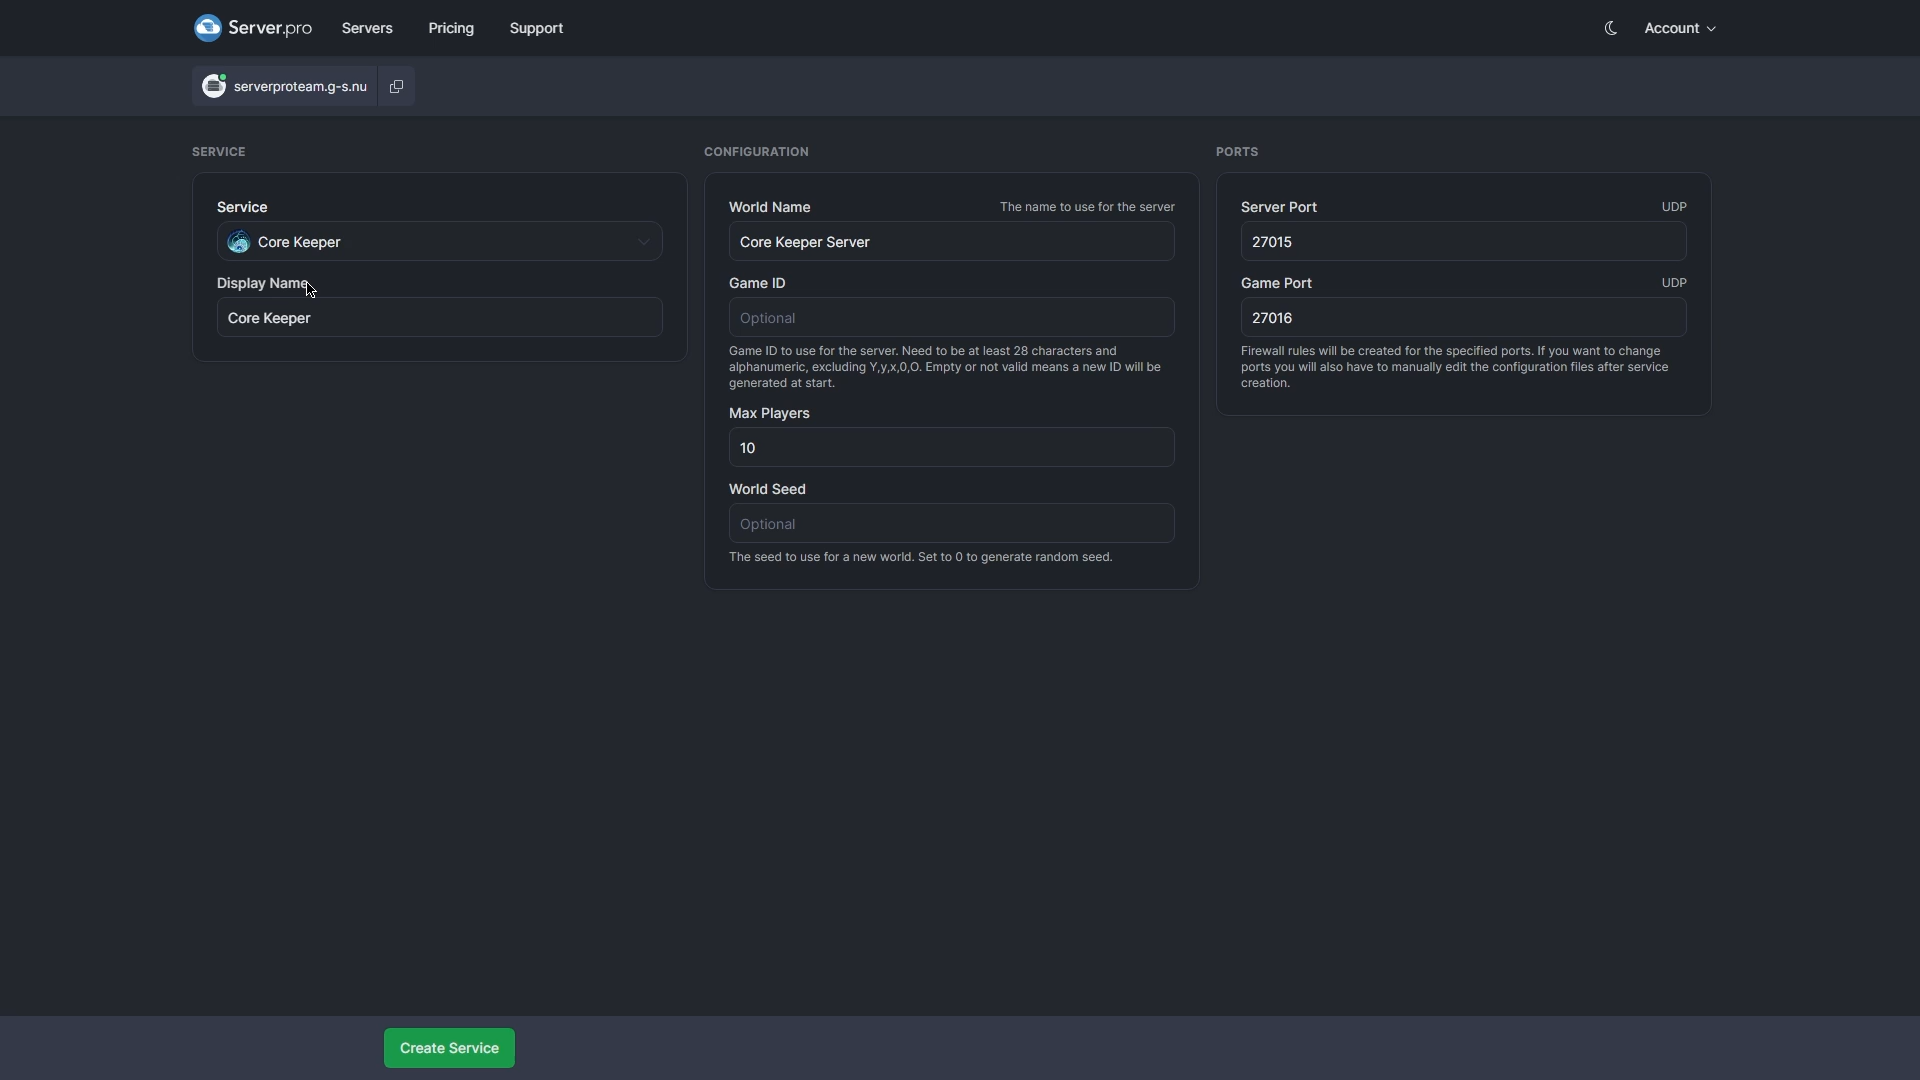 Server.pro
Servers
Pricing
Support
Account
serverproteam.g-s.nu
SERVICE
Service
Core Keeper
Display Name
Core Keeper
CONFIGURATION
World Name
The name to use for the server
Core Keeper Server
Game ID
Optional
Game ID to use for the server. Need to be at least 28 characters and
alphanumeric, excluding Y,y,x,0,O. Empty or not valid means a new ID will be
generated at start.
Max Players
10
World Seed
Optional
The seed to use for a new world. Set to 0 to generate random seed.
PORTS
Server Port
UDP
27015
Game Port
UDP
27016
Firewall rules will be created for the specified ports. If you want to change
ports you will also have to manually edit the configuration files after service
creation.
Create Service